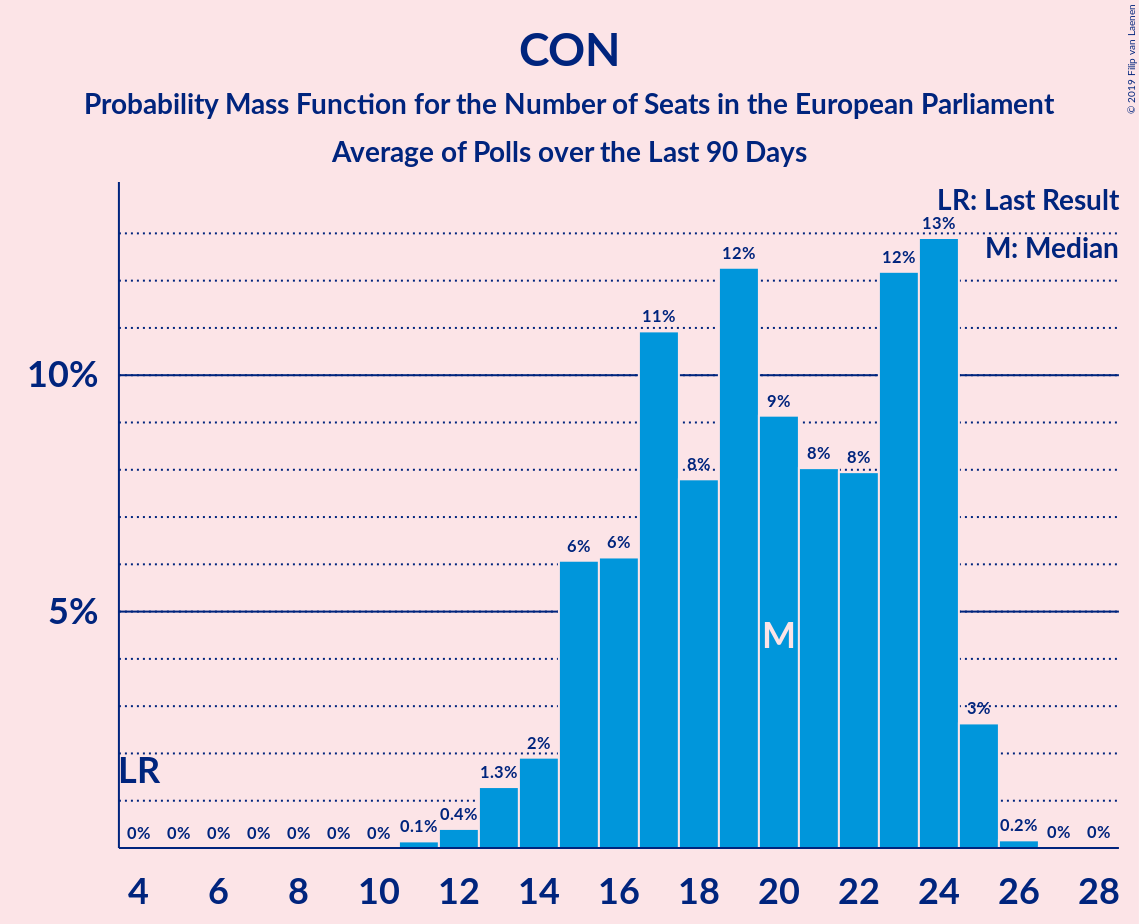 CON
Probability Mass Function for the Number of Seats in the European Parliament
Average of Polls over the Last 90 Days
© 2019 Filip van Laenen
LR: Last Result
M: Median
10%
5%
LR
M
0% 0% 0% 0% 0% 0% 0% 0.1% 0.4% 1.3% 2% 6% 6% 11% 8% 12% 9% 8% 8% 12% 13% 3% 0.2% 0% 0%
4 6 8 10 12 14 16 18 20 22 24 26 28